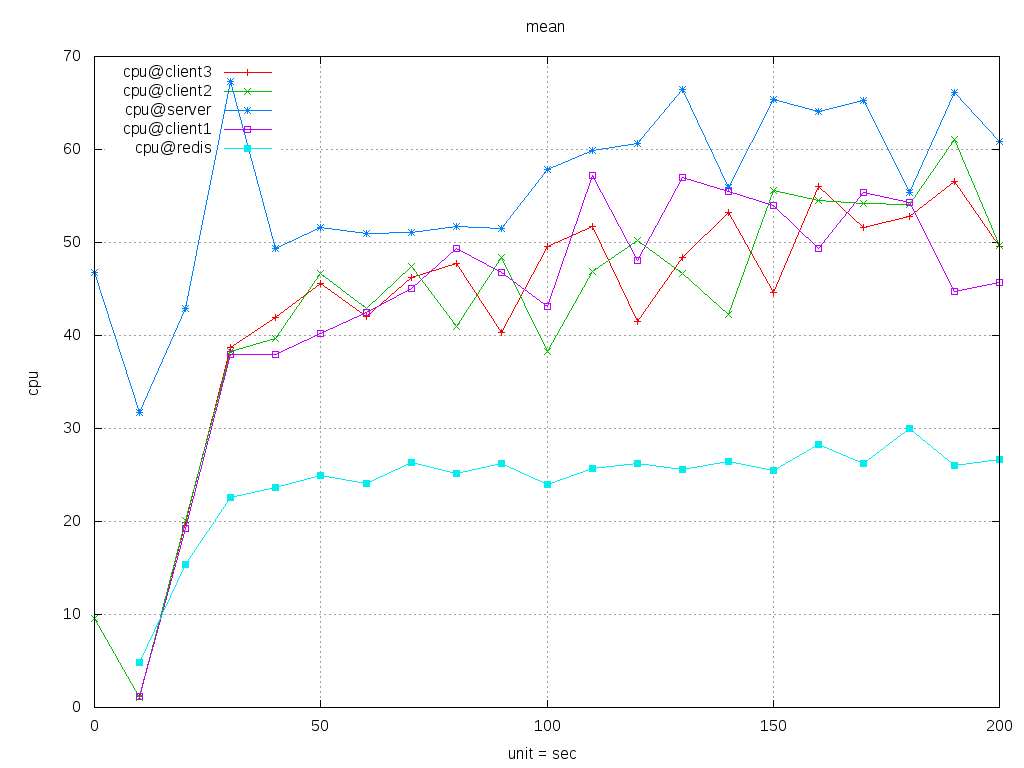 mean
70
60
50
40
30
20
10
0
cpu
cpu@client3
cpu@client2
cpu@server
cpu@client1
cpu@redis
0 50 100 150 200
unit = sec